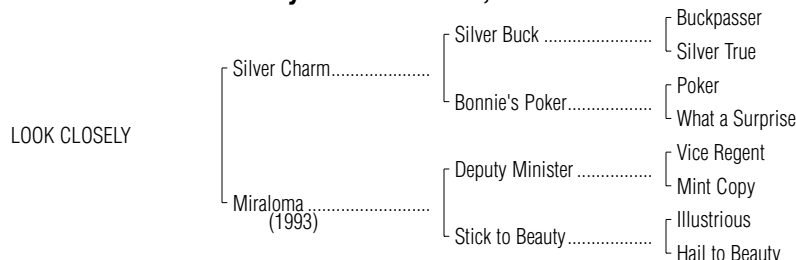 Buckpasser
Silver Buck
Silver True
Silver Charm
Poker
Bonnie's Poker
What a Surprise
LOOK CLOSELY
Vice Regent
Deputy Minister
Mint Copy
Miraloma
(1993)
Illustrious
Stick to Beauty
Hail to Beauty